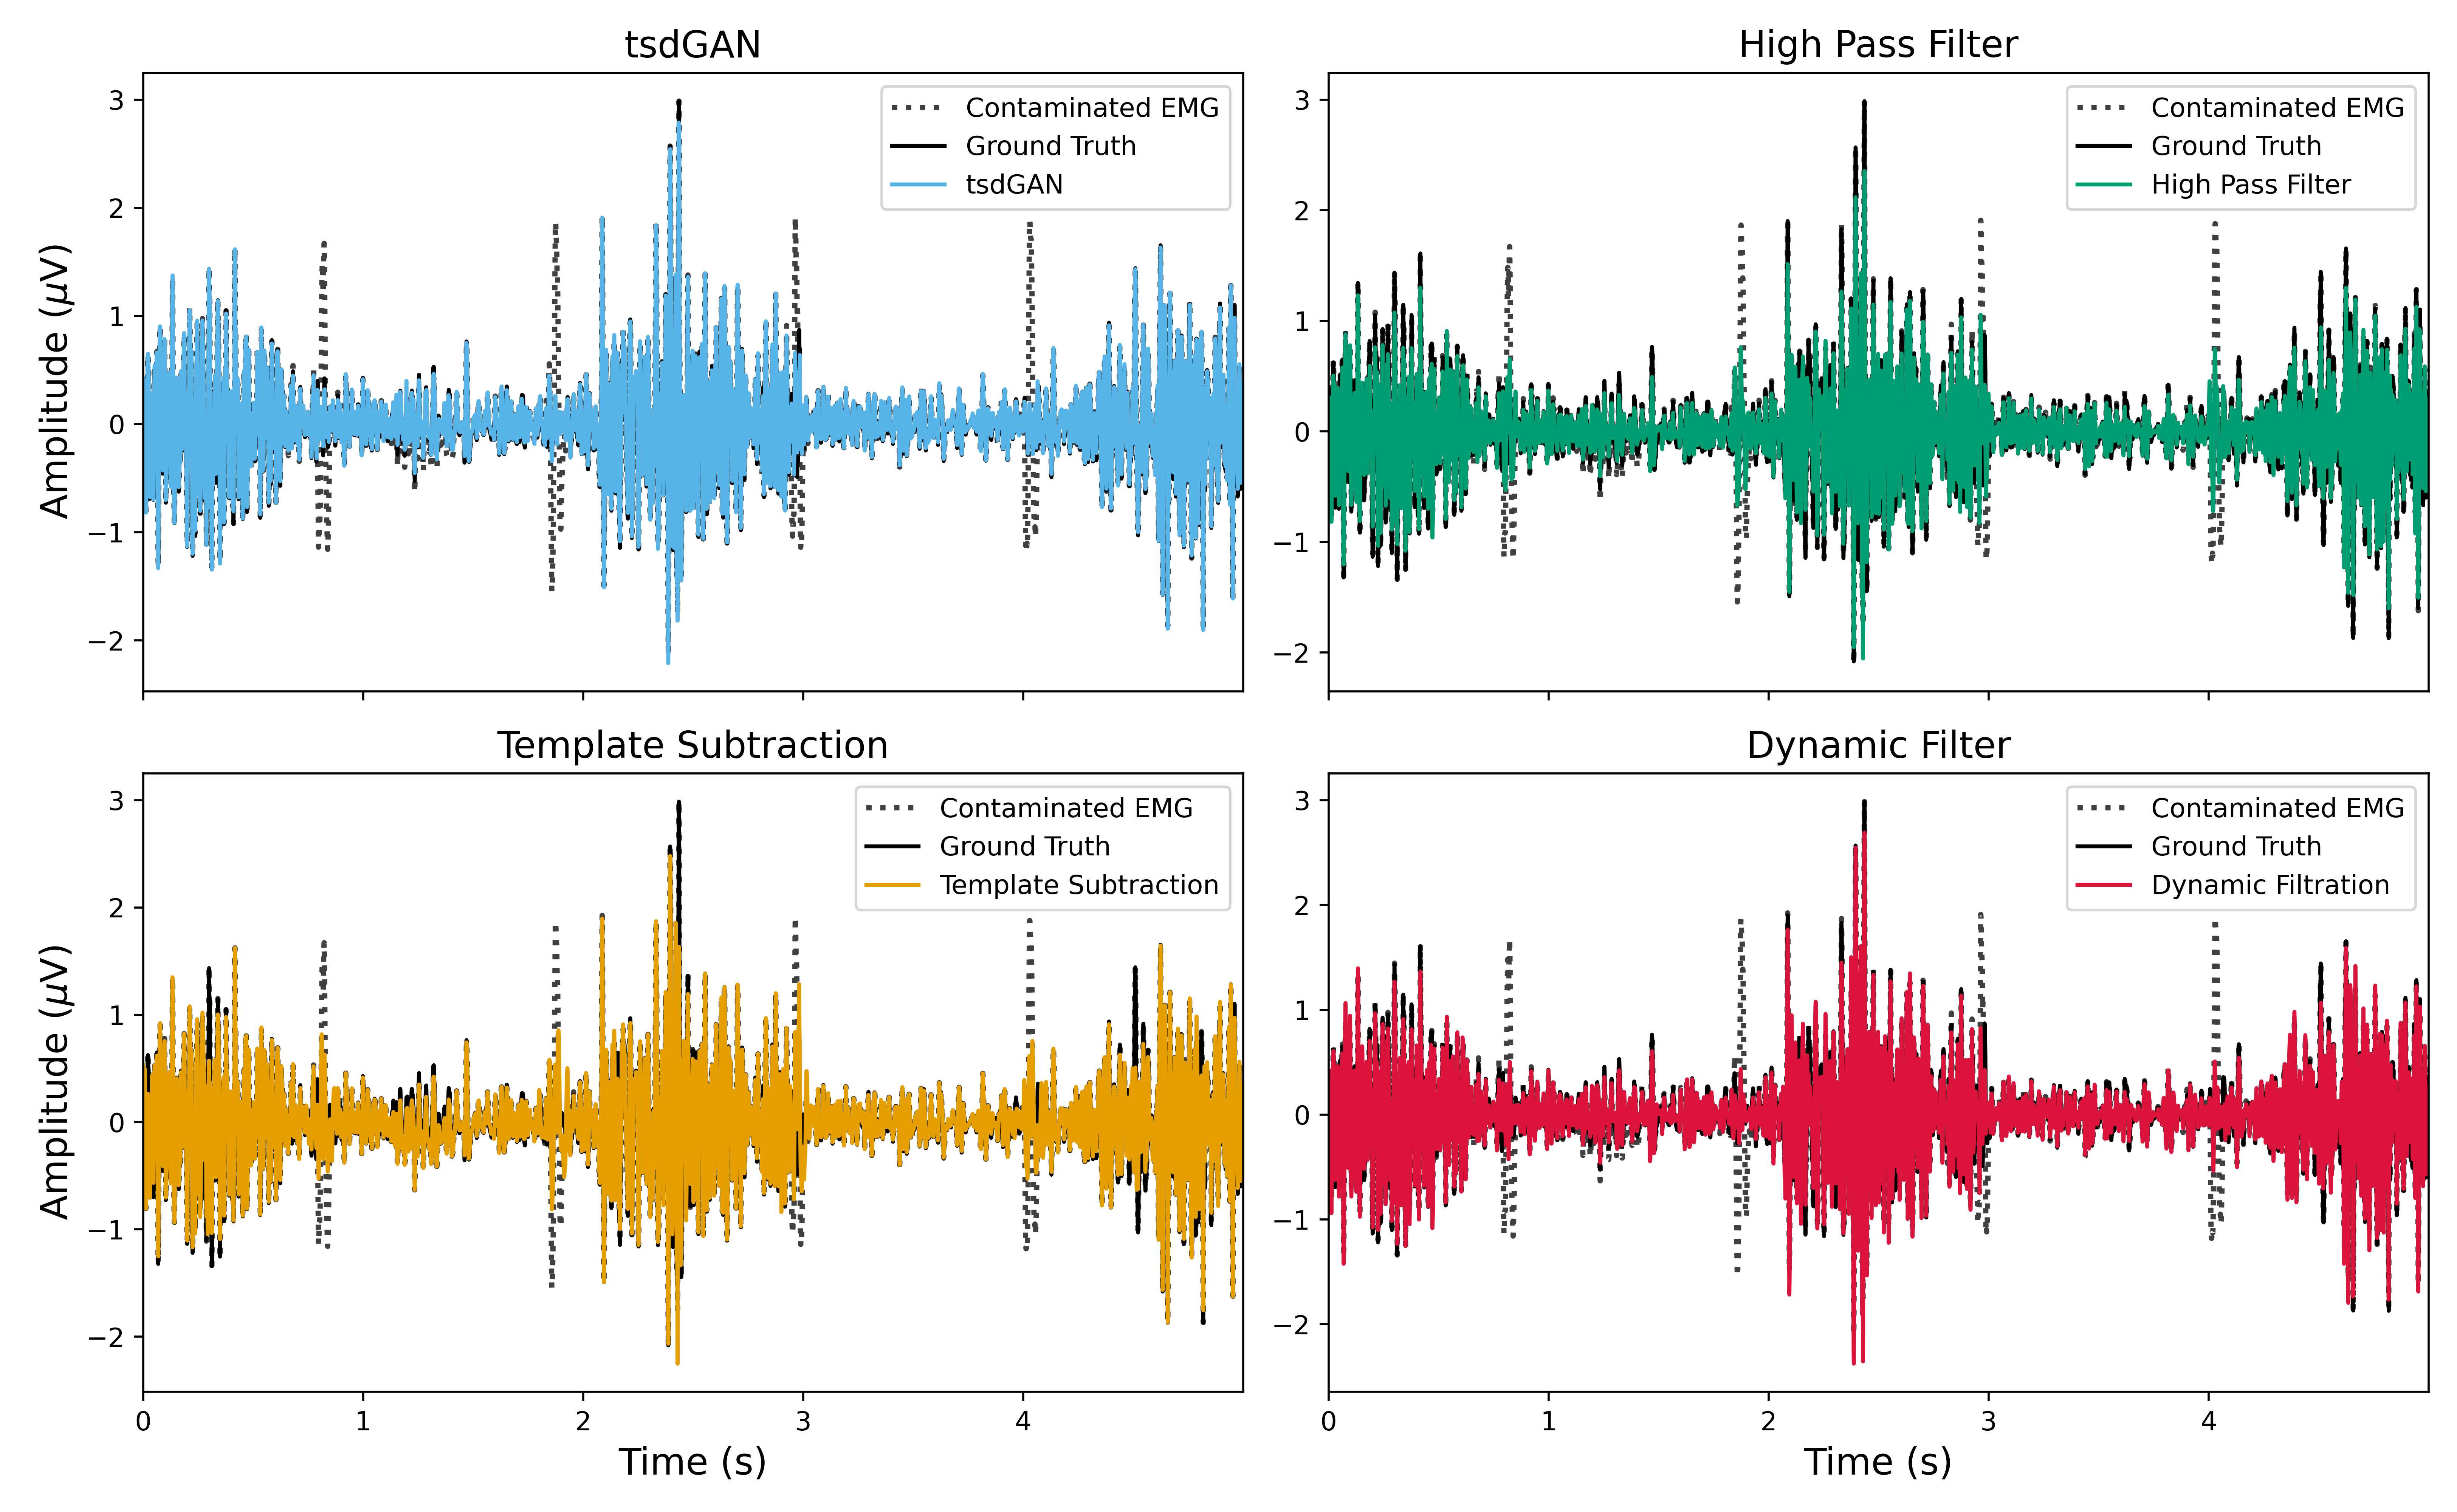 tsdGAN
Contaminated EMG
Ground Truth
tsdGAN
3
2
1
0
−1
−2
Amplitude (μV)
High Pass Filter
Contaminated EMG
Ground Truth
High Pass Filter
3
2
1
0
−1
−2
Template Subtraction
Contaminated EMG
Ground Truth
Template Subtraction
3
2
1
0
−1
−2
Amplitude (μV)
0 1 2 3 4
Time (s)
Dynamic Filter
Contaminated EMG
Ground Truth
Dynamic Filtration
3
2
1
0
−1
−2
0 1 2 3 4
Time (s)